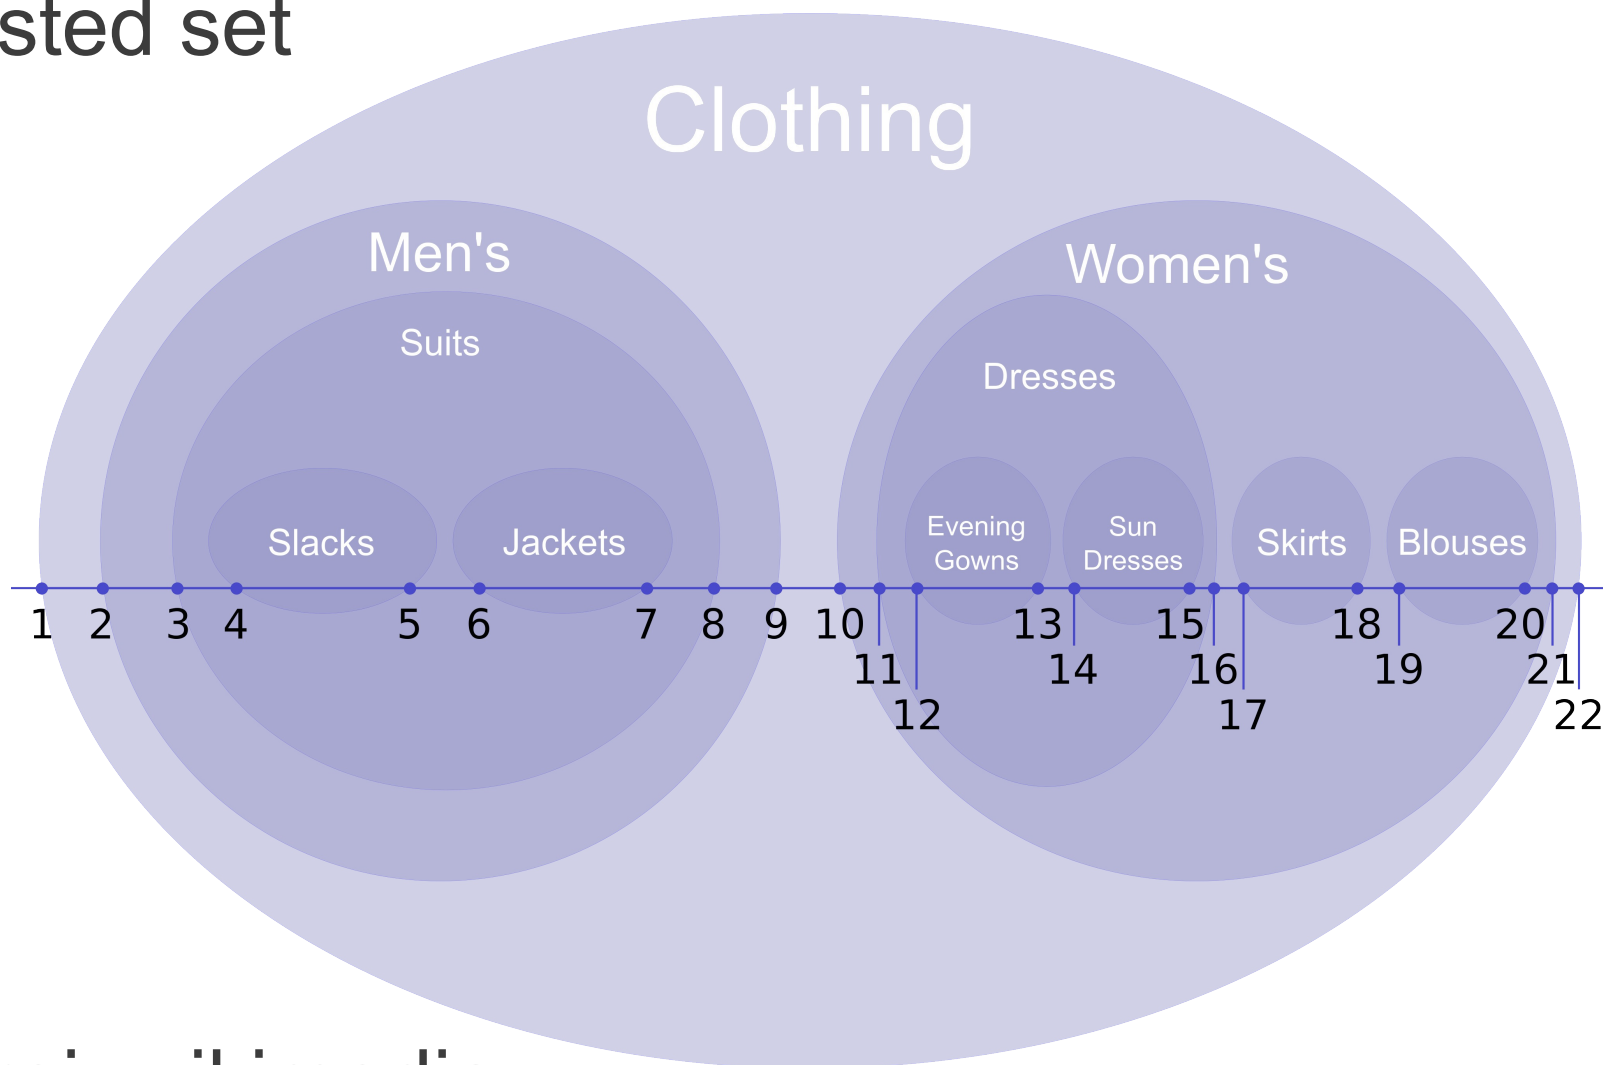 sted set
Clothing
Men's
Women's
Suits
Dresses
Slacks
Jackets
Evening
Gowns
Sun
Dresses
Skirts
Blouses
1 2 3 4 5 6 7 8 9 10 13 15 18 20
11 14 16 19 21
12 17 22